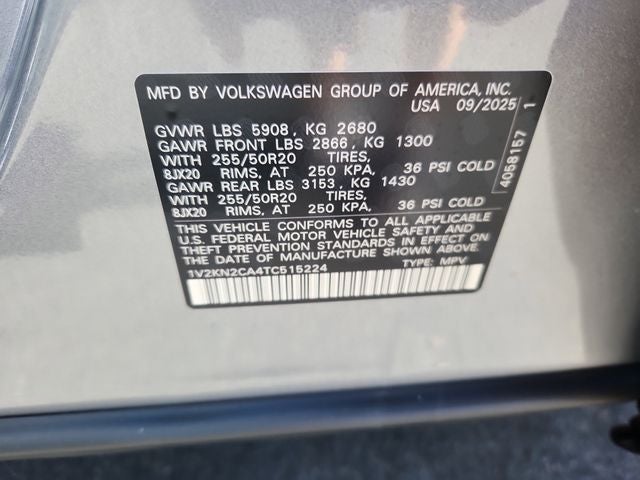 MFD BY VOLKSWAGEN GROUP OF AMERICA, INC.
USA 09/2025
GVWR LBS 5908, KG 2680
GAWR FRONT LBS 2866, KG 1300
WITH 255/50R20 TIRES,
8JX20 RIMS, AT 250 KPA, 36 PSI COLD
GAWR REAR LBS 3153, KG 1430
WITH 255/50R20 TIRES,
8JX20 RIMS, AT 250 KPA, 36 PSI COLD
THIS VEHICLE CONFORMS TO ALL APPLICABLE
U.S. FEDERAL MOTOR VEHICLE SAFETY AND
THEFT PREVENTION STANDARDS IN EFFECT ON
THE DATE OF MANUFACTURE SHOWN ABOVE.
1V2KN2CA4TC515224 TYPE: MPV
4058157 1